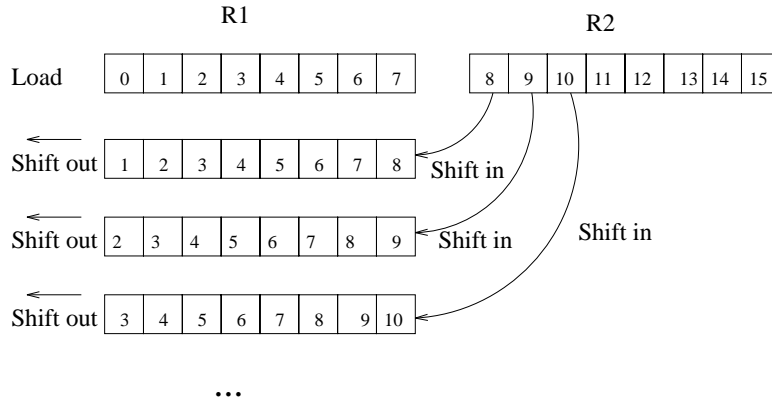 R1 R2
Load 0 1 2 3 4 5 6 7 8 9 10 11 12 13 14 15
Shift out 1 2 3 4 5 6 7 8 Shift in
Shift out 2 3 4 5 6 7 8 9 Shift in Shift in
Shift out 3 4 5 6 7 8 9 10
...